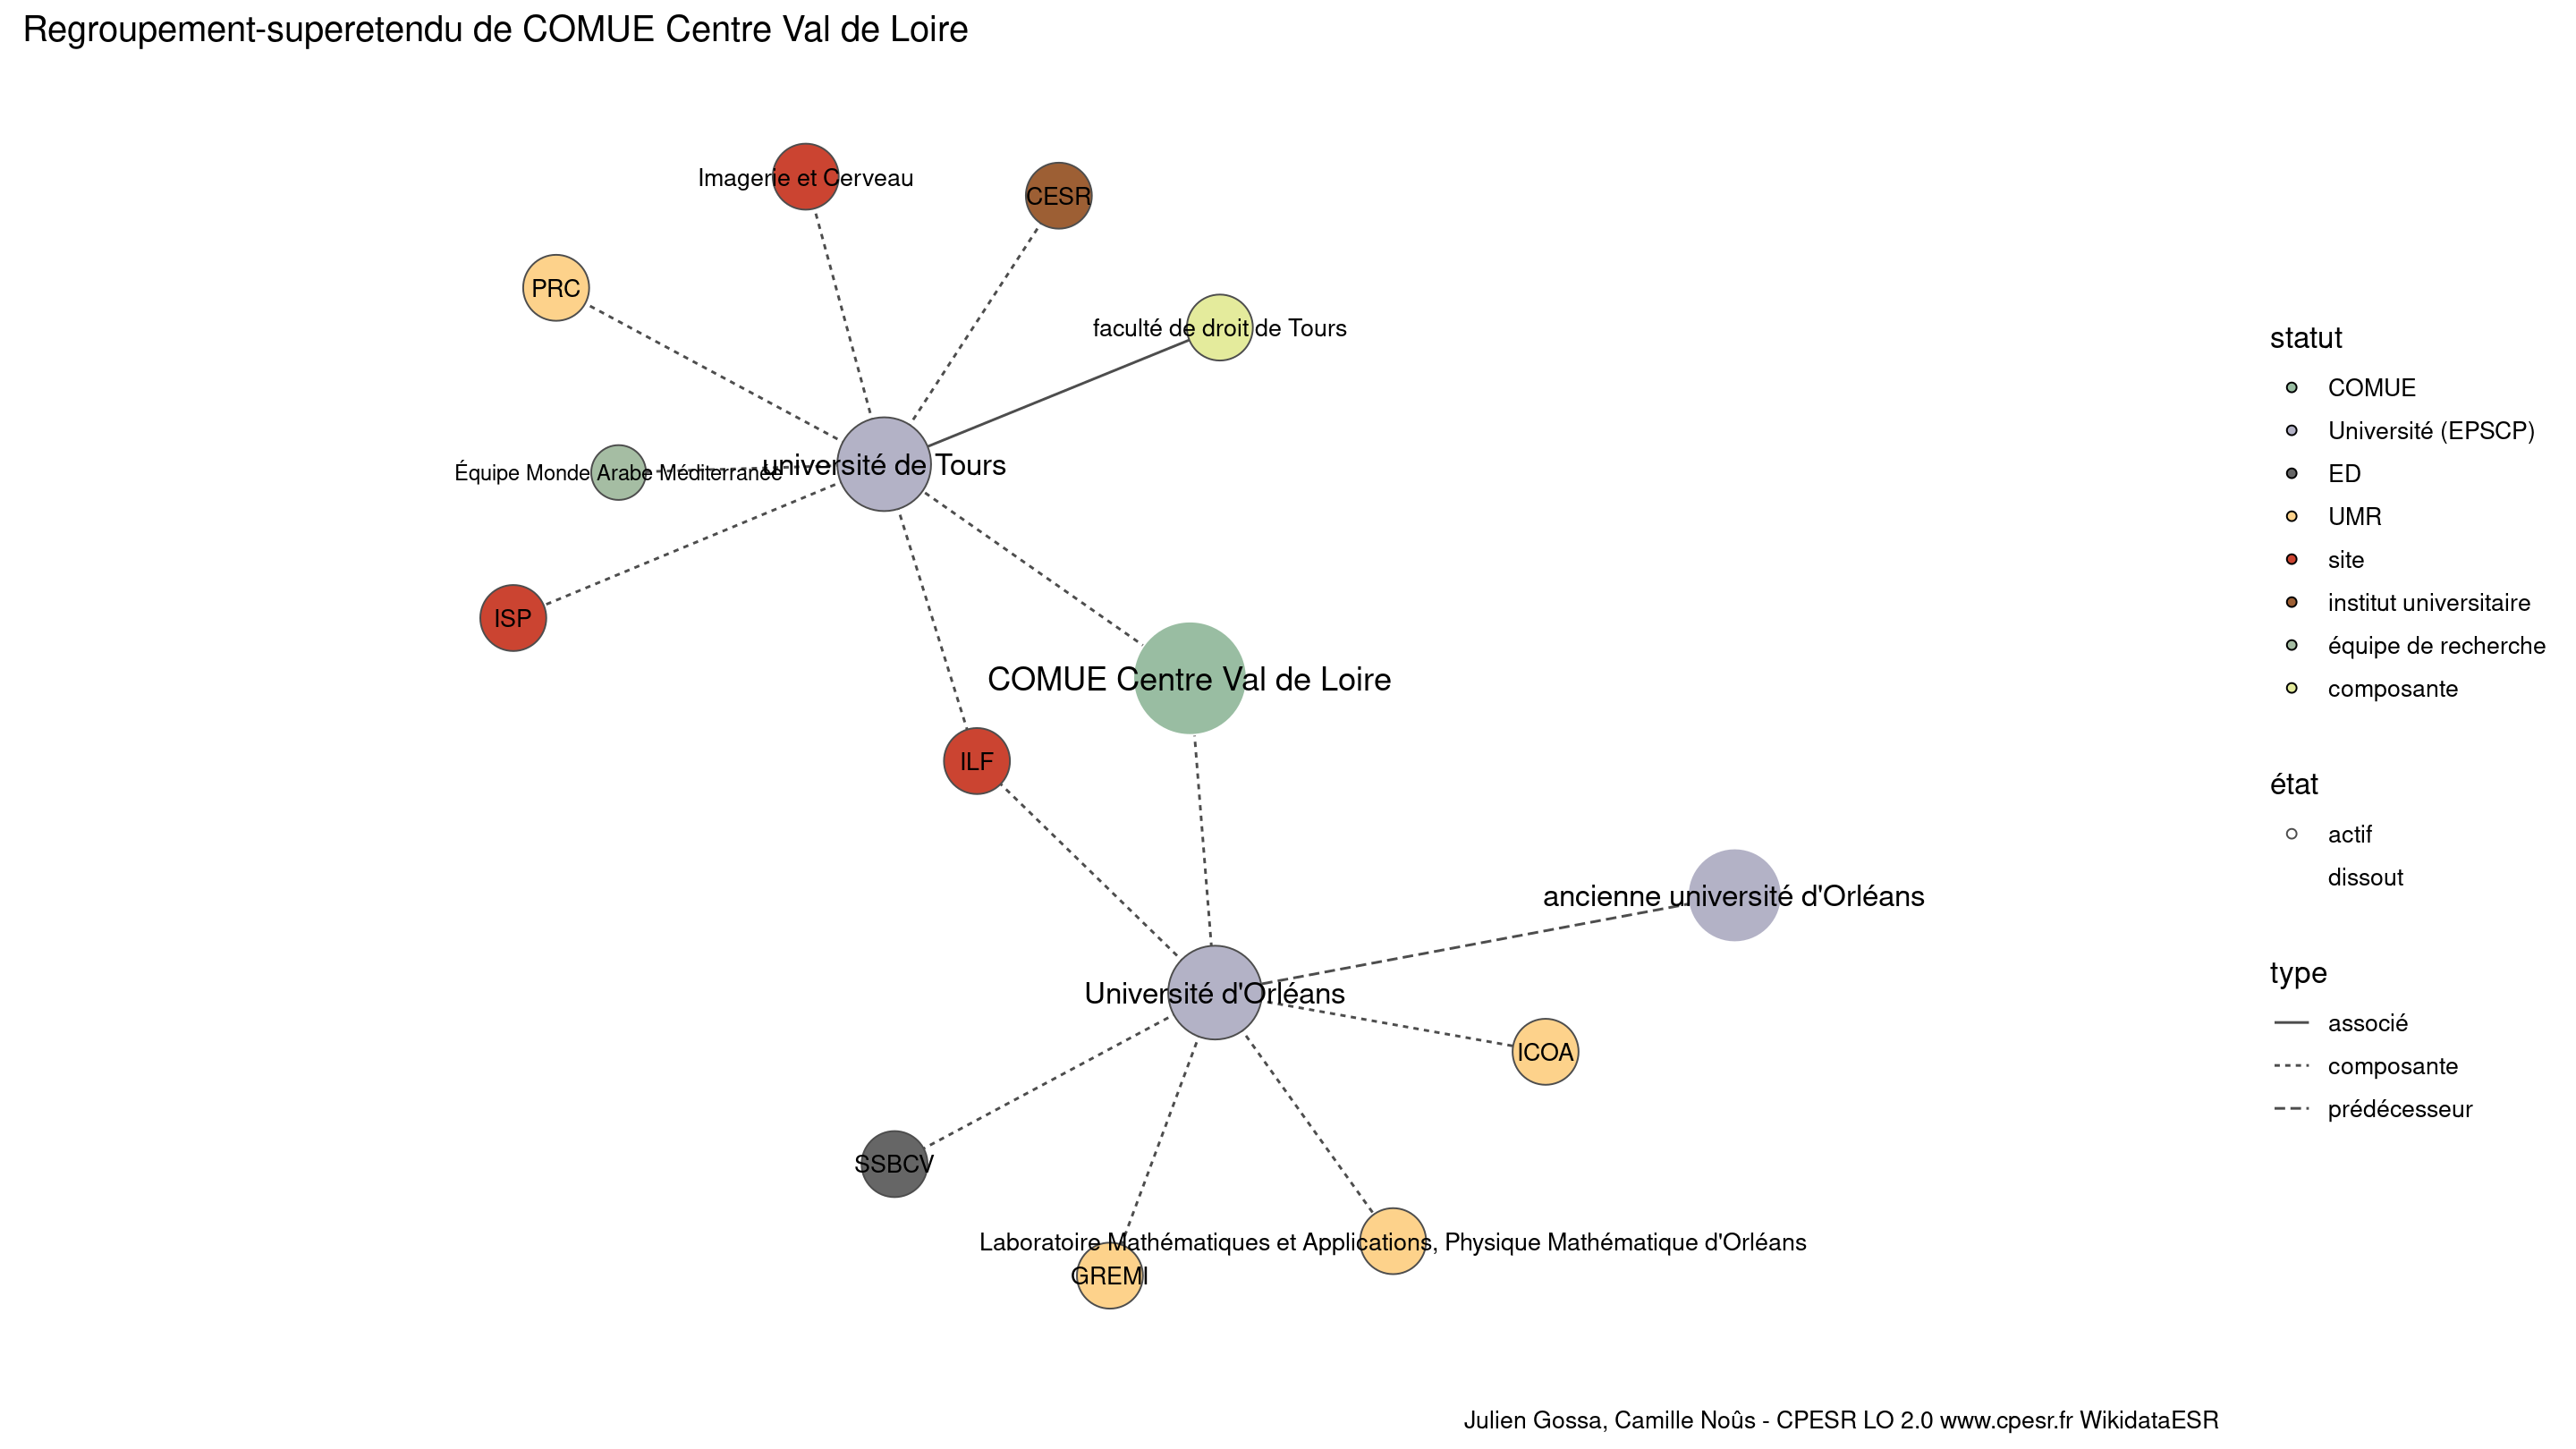 Regroupement-superetendu de COMUE Centre Val de Loire
Imagerie et Cerveau
CESR
PRC
faculté de droit de Tours
université de Tours
Équipe Monde Arabe Méditerranée
ISP
COMUE Centre Val de Loire
ILF
ancienne université d'Orléans
Université d'Orléans
ICOA
SSBCV
Laboratoire Mathématiques et Applications, Physique Mathématique d'Orléans
GREMI
statut
COMUE
Université (EPSCP)
ED
UMR
site
institut universitaire
équipe de recherche
composante
état
actif
dissout
type
associé
composante
prédécesseur
Julien Gossa, Camille Noûs - CPESR LO 2.0 www.cpesr.fr WikidataESR